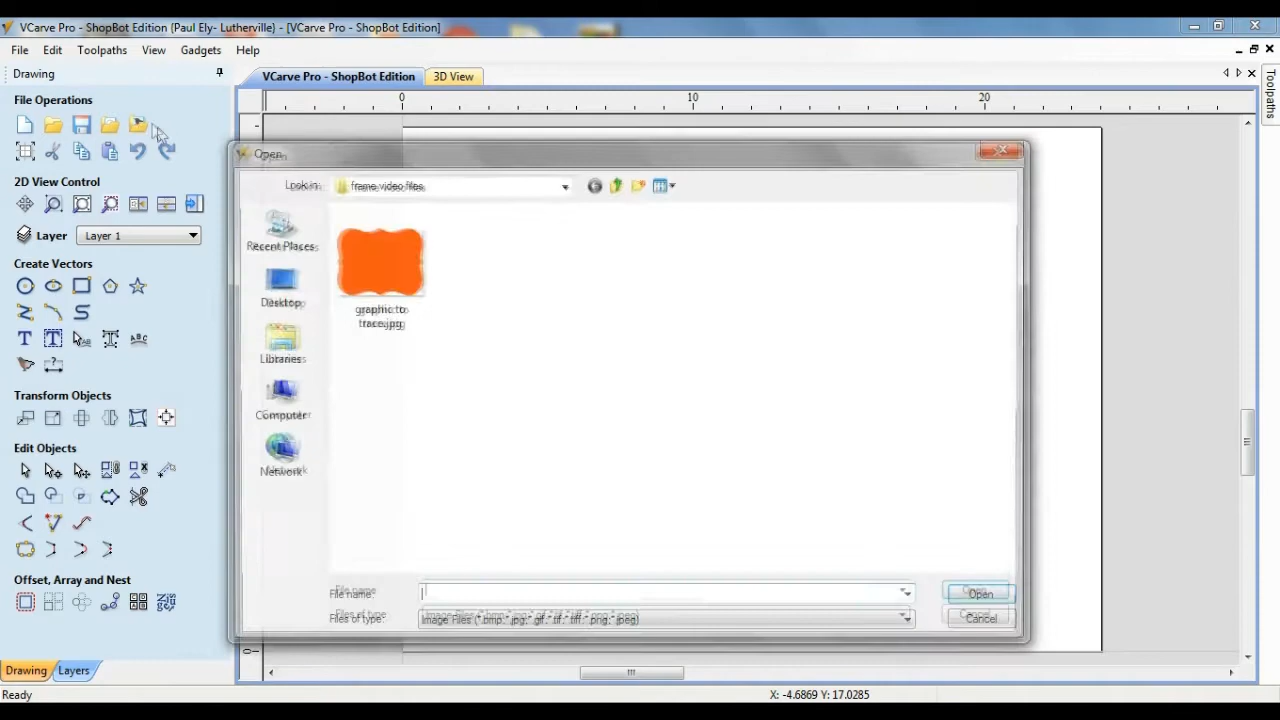 VCarve Pro - ShopBot Edition (Paul Ely- Lutherville) - [VCarve Pro - ShopBot Edition]
File Edit Toolpaths View Gadgets Help
Drawing
VCarve Pro - ShopBot Edition
3D View
Toolpaths
0 10 20
File Operations
Open
Look in:
frame video files
2D View Control
Recent Places
Layer
Layer 1
Create Vectors
Desktop
graphic to
trace.jpg
Libraries
Transform Objects
Computer
Edit Objects
Network
Offset, Array and Nest
File name:
Open
Files of type:
Image Files (*.bmp;*.jpg;*.gif;*.tif;*.tiff;*.png;*.jpeg)
Cancel
0
Drawing
Layers
Ready
X: -4.6869 Y: 17.0285